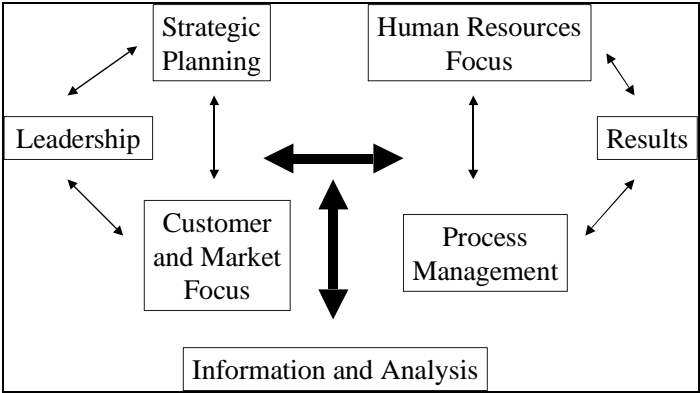 Strategic
Planning
Human Resources
Focus
Leadership
Results
Customer
and Market
Focus
Process
Management
Information and Analysis